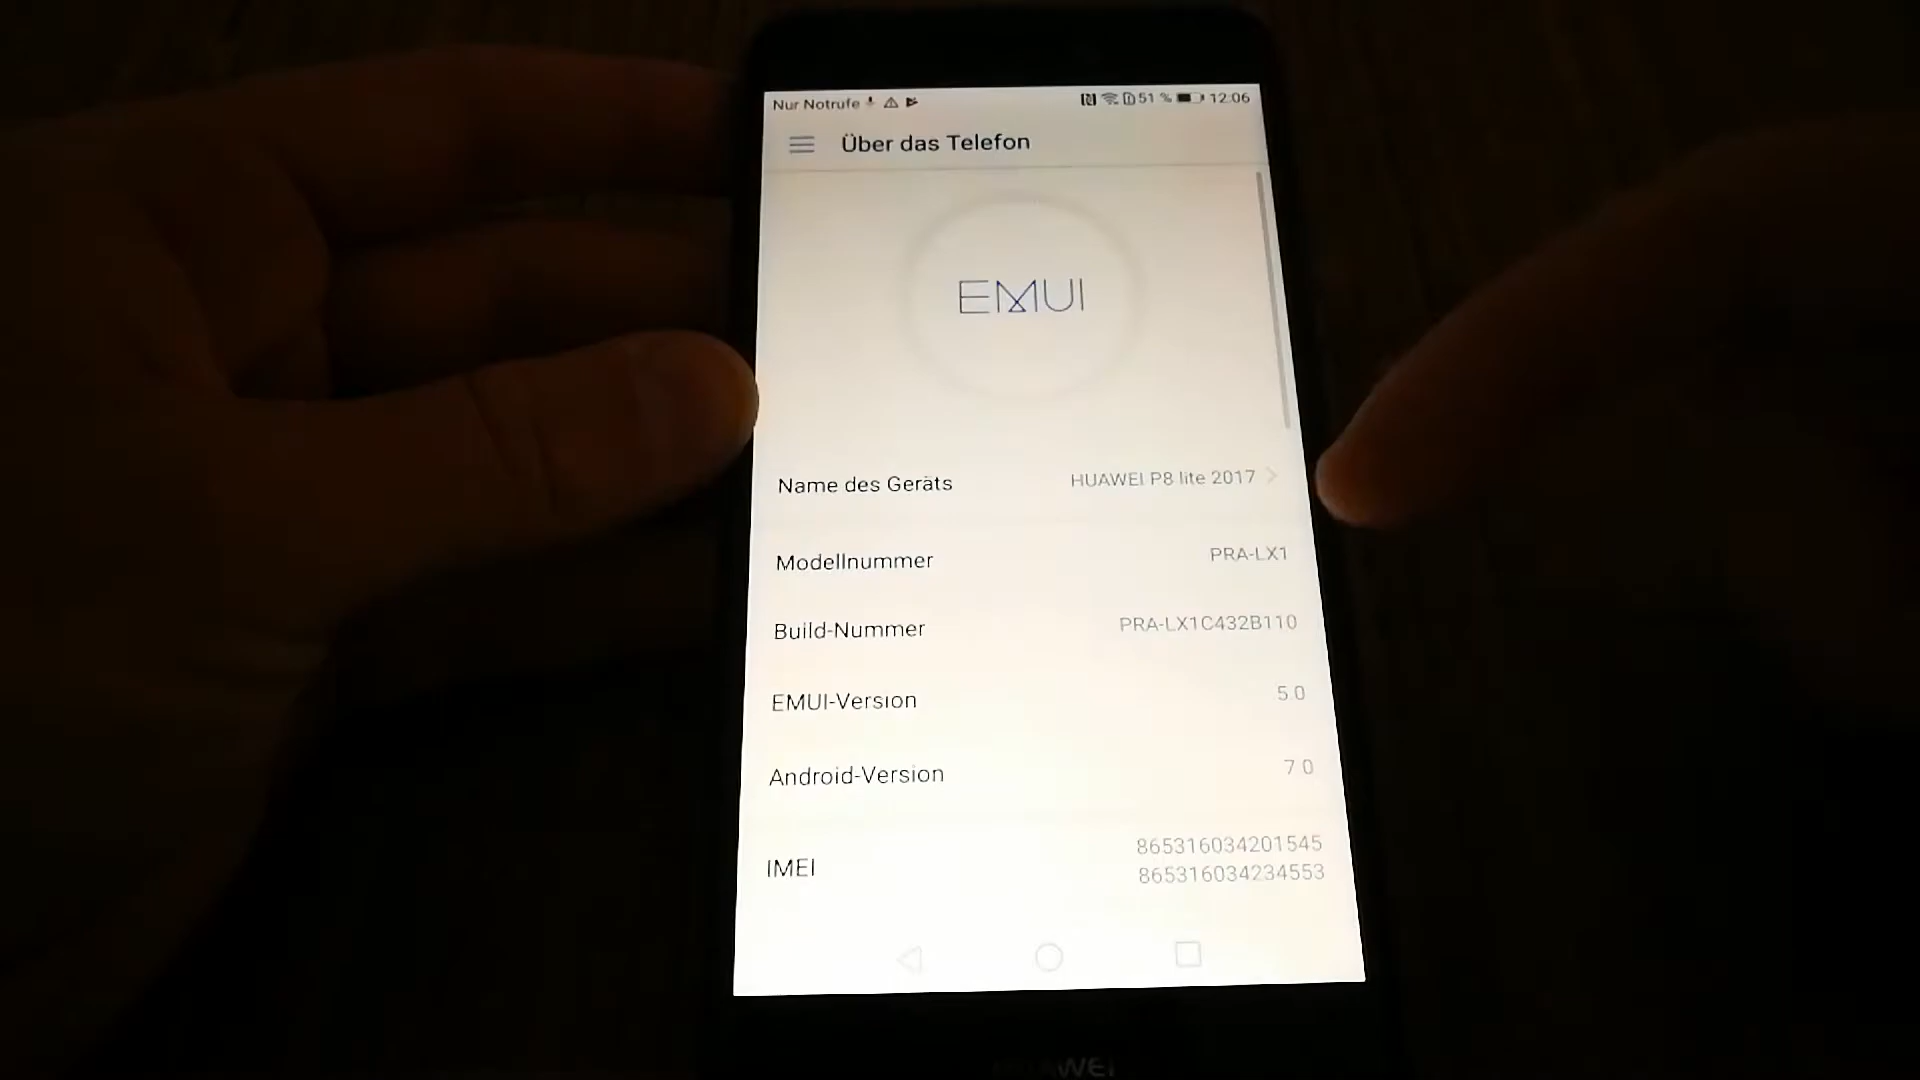 Nur Notrufe 51 % 12:06
Über das Telefon
EMUI
Name des Geräts HUAWEI P8 lite 2017
Modellnummer PRA-LX1
Build-Nummer PRA-LX1C432B110
EMUI-Version 5.0
Android-Version 7.0
IMEI 865316034201545
865316034234553
HUAWEI